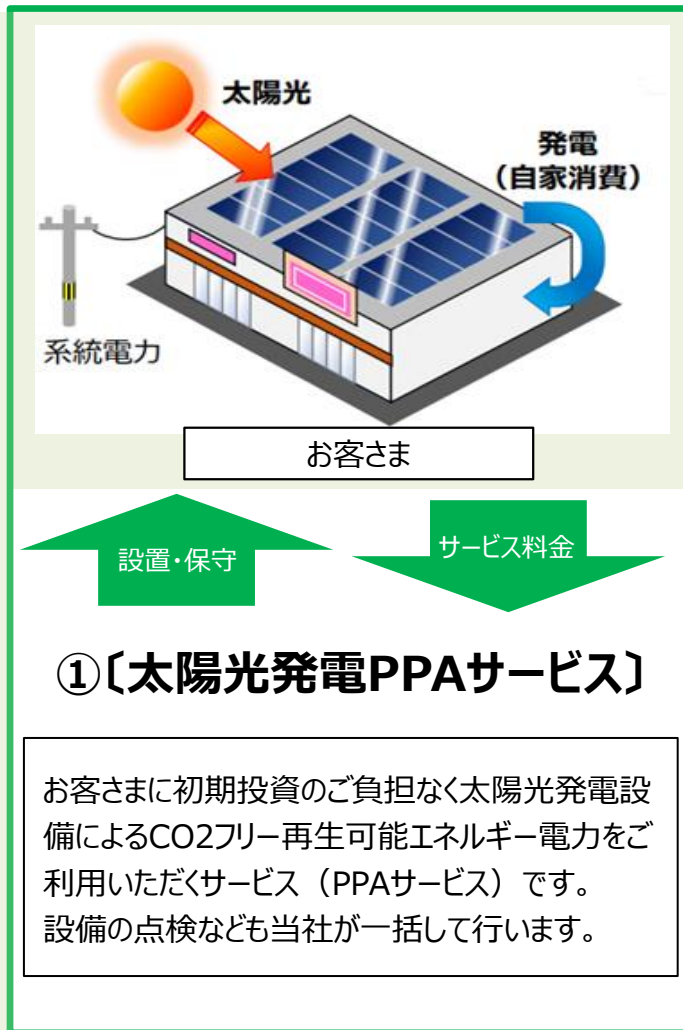 太陽光
発電
（自家消費）
系統電力
お客さま
設置・保守
サービス料金
①〔太陽光発電PPAサービス〕
お客さまに初期投資のご負担なく太陽光発電設
備によるCO2フリー再生可能エネルギー電力をご
利用いただくサービス（PPAサービス）です。
設備の点検なども当社が一括して行います。